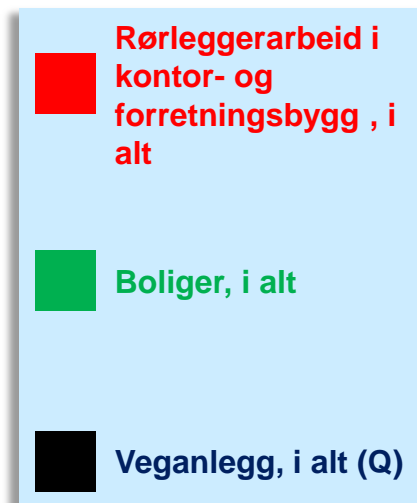 Rørleggerarbeid i
kontor- og
forretningsbygg , i
alt
Boliger, i alt
Veganlegg, i alt (Q)